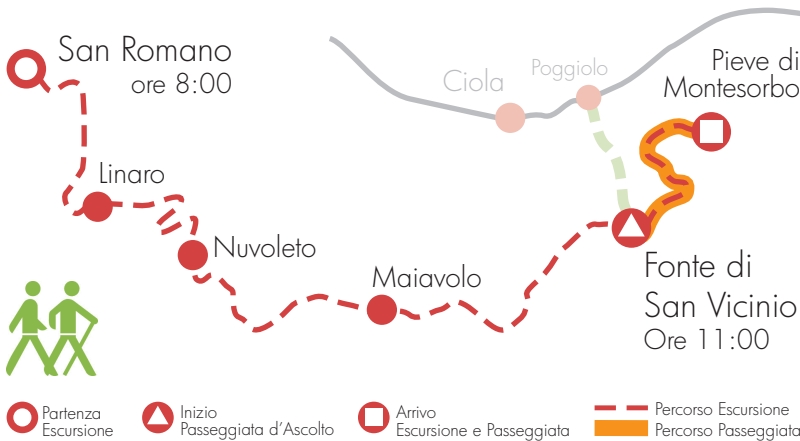 San Romano
ore 8:00
Ciola
Poggiolo
Pieve di
Montesorbo
Linaro
Nuvoleto
Maiavolo
Fonte di
San Vicinio
Ore 11:00
Partenza
Escursione
Inizio
Passeggiata d'Ascolto
Arrivo
Escursione e Passeggiata
Percorso Escursione
Percorso Passeggiata